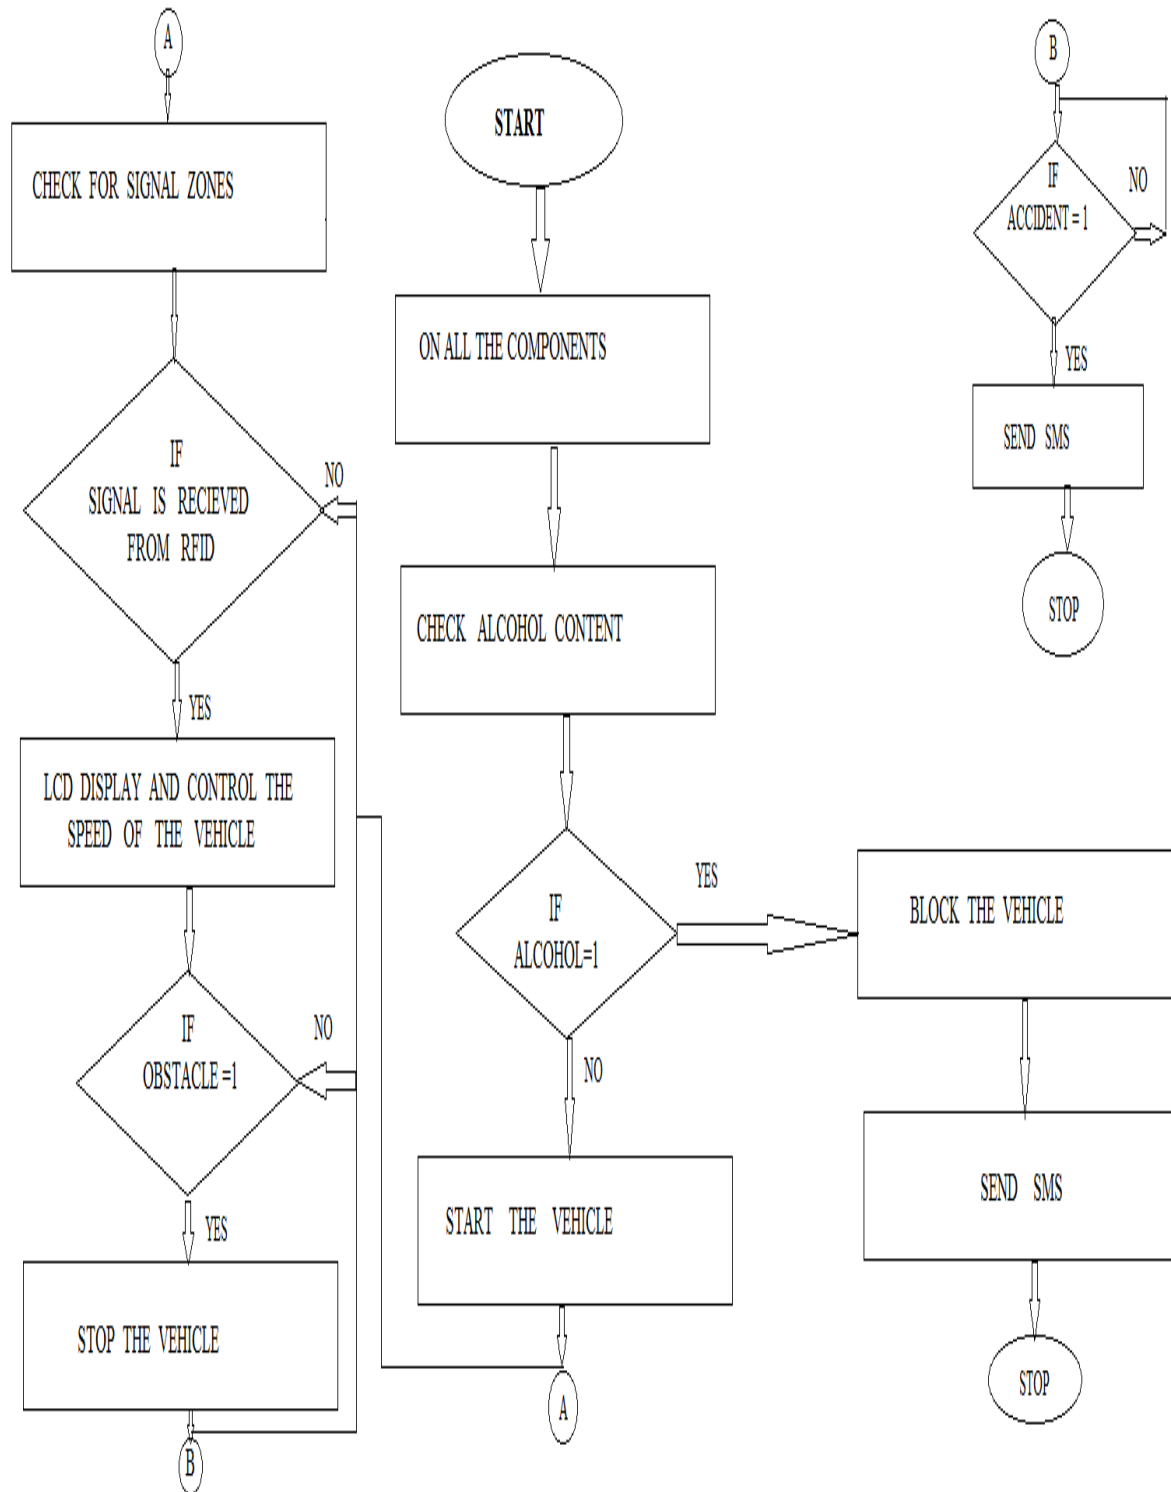 A
CHECK FOR SIGNAL ZONES
IF
SIGNAL IS RECIEVED
FROM RFID
NO
YES
LCD DISPLAY AND CONTROL THE
SPEED OF THE VEHICLE
IF
OBSTACLE =1
NO
YES
STOP THE VEHICLE
B
START
ON ALL THE COMPONENTS
CHECK ALCOHOL CONTENT
IF
ALCOHOL=1
YES
NO
START THE VEHICLE
A
BLOCK THE VEHICLE
SEND SMS
STOP
B
IF
ACCIDENT = 1
NO
YES
SEND SMS
STOP